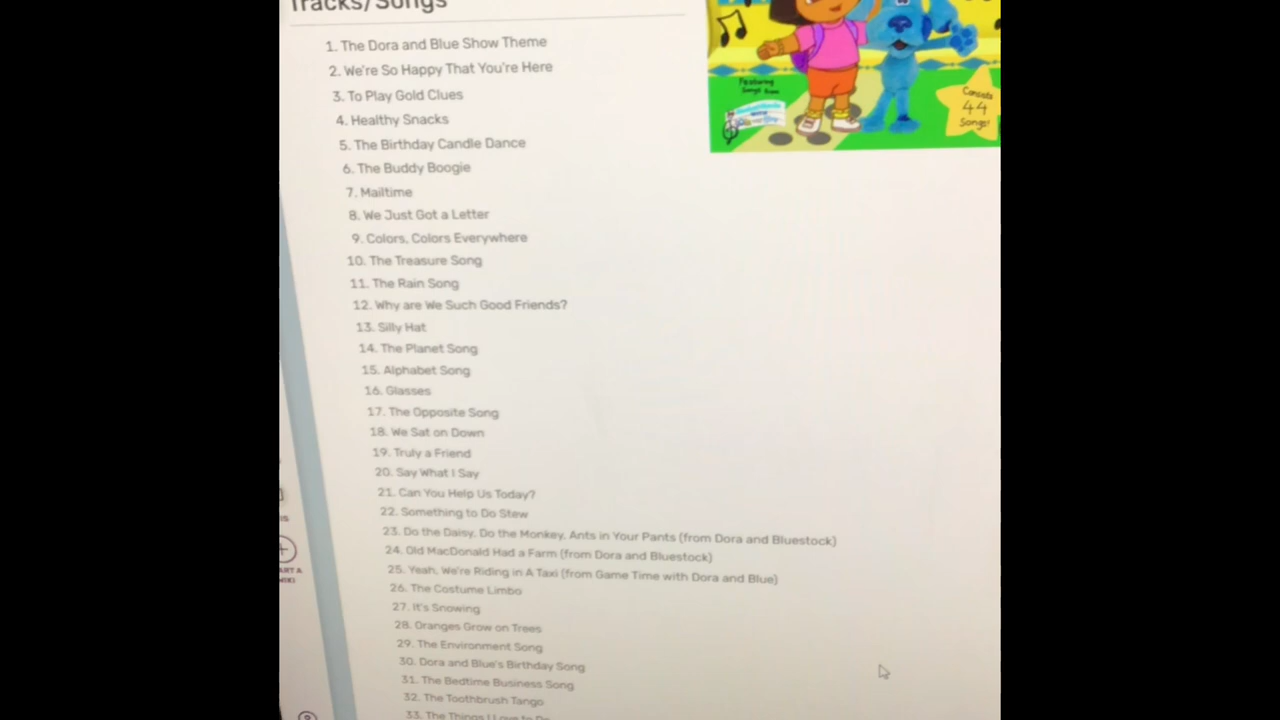 Tracks/Songs
1. The Dora and Blue Show Theme
2. We're So Happy That You're Here
3. To Play Gold Clues
4. Healthy Snacks
5. The Birthday Candle Dance
6. The Buddy Boogie
7. Mailtime
8. We Just Got a Letter
9. Colors, Colors Everywhere
10. The Treasure Song
11. The Rain Song
12. Why are We Such Good Friends?
13. Silly Hat
14. The Planet Song
15. Alphabet Song
16. Glasses
17. The Opposite Song
18. We Sat on Down
19. Truly a Friend
20. Say What I Say
21. Can You Help Us Today?
22. Something to Do Stew
23. Do the Daisy, Do the Monkey, Ants in Your Pants (from Dora and Bluestock)
24. Old MacDonald Had a Farm (from Dora and Bluestock)
25. Yeah, We're Riding in A Taxi (from Game Time with Dora and Blue)
26. The Costume Limbo
27. It's Snowing
28. Oranges Grow on Trees
29. The Environment Song
30. Dora and Blue's Birthday Song
31. The Bedtime Business Song
32. The Toothbrush Tango
33. The Things I Love to Do
Featuring
Songs from
Contains
44
Songs!